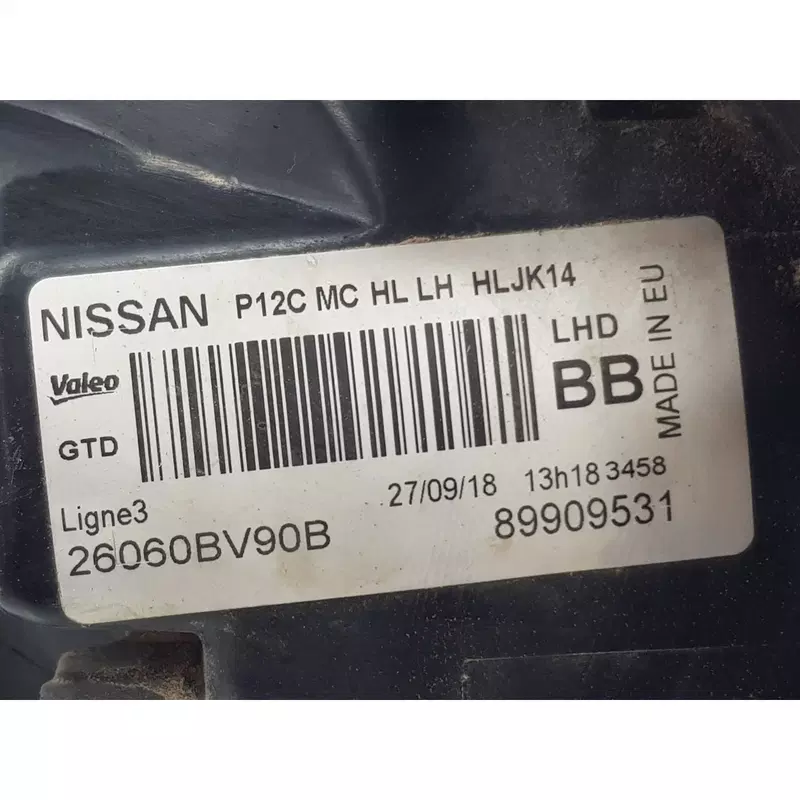 NISSAN P12C MC HL LH HLJK14
Valeo
LHD
GTD
BB
MADE IN EU
Ligne3
27/09/18 13h18 3458
26060BV90B
89909531